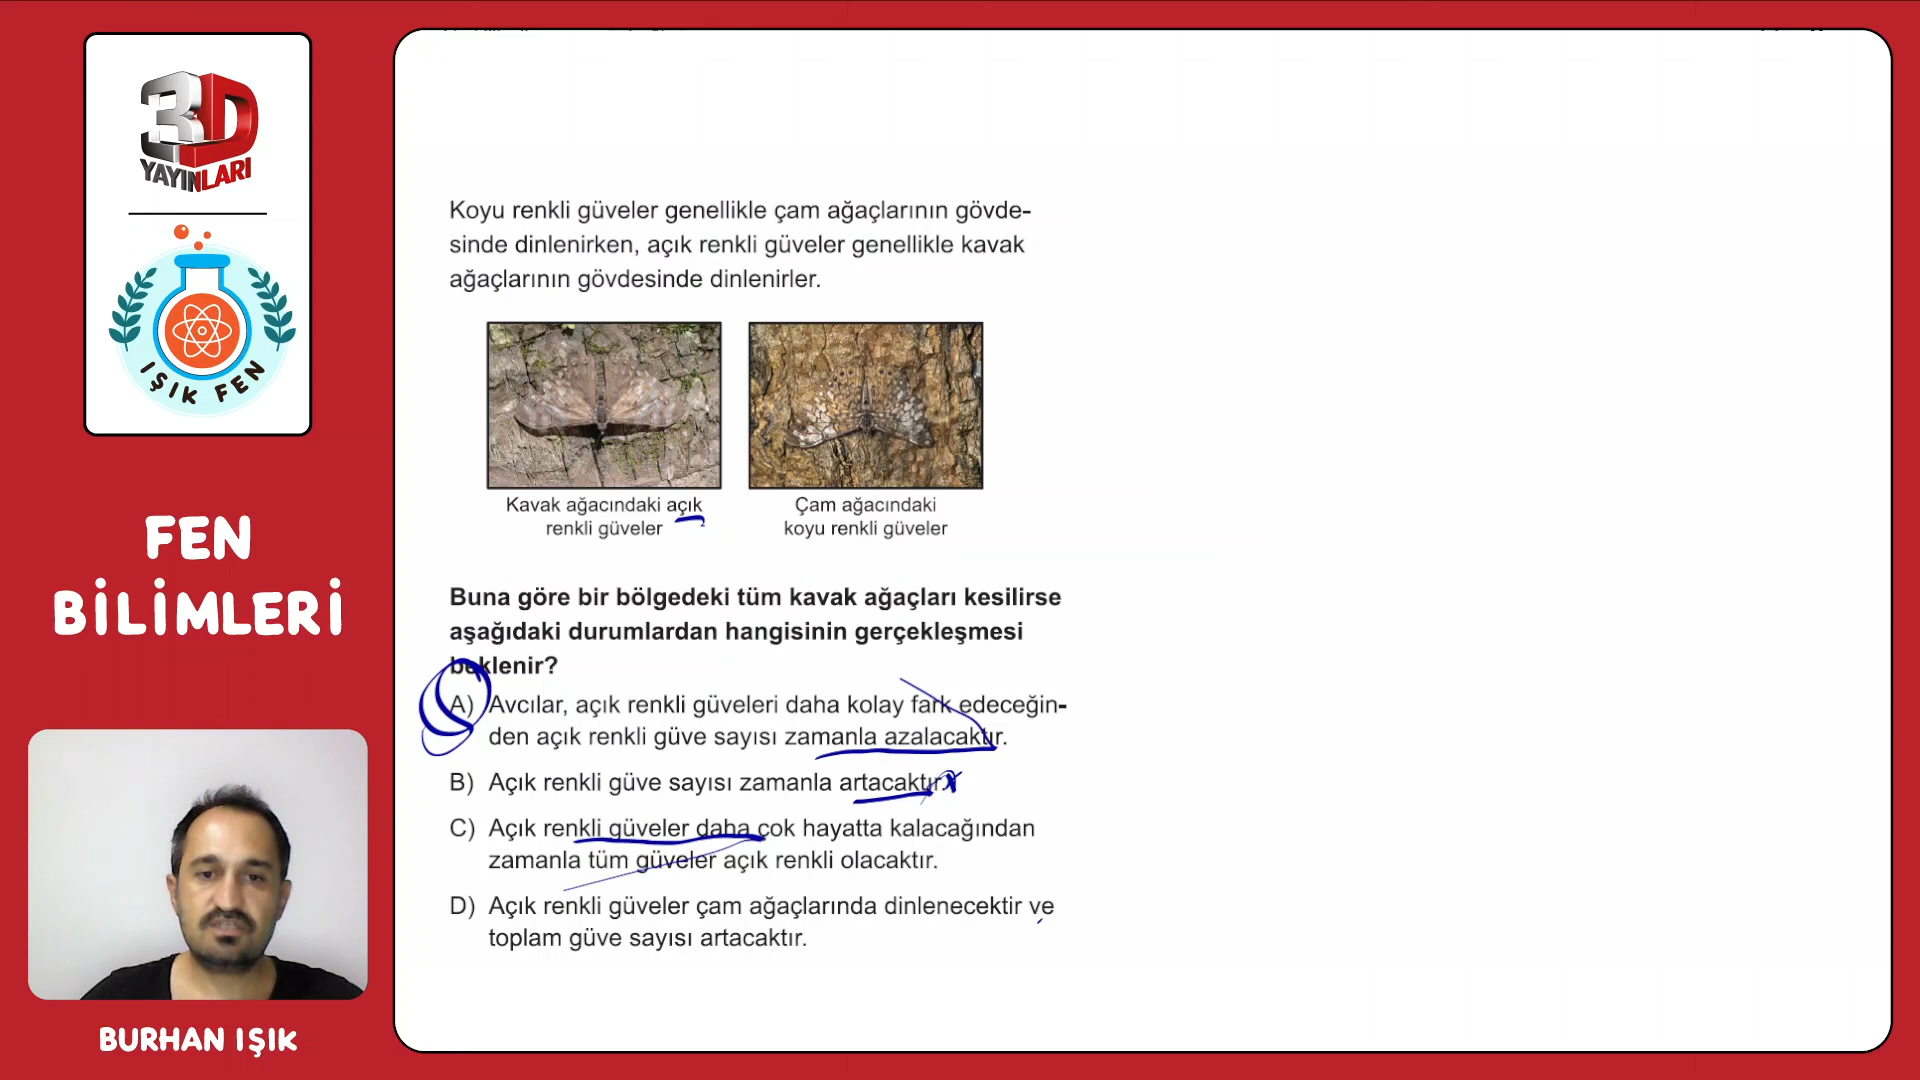 3D
YAYINLARI
IŞIK FEN
FEN
BİLİMLERİ
BURHAN IŞIK
Koyu renkli güveler genellikle çam ağaçlarının gövde-
sinde dinlenirken, açık renkli güveler genellikle kavak
ağaçlarının gövdesinde dinlenirler.
Kavak ağacındaki açık
renkli güveler
Çam ağacındaki
koyu renkli güveler
Buna göre bir bölgedeki tüm kavak ağaçları kesilirse
aşağıdaki durumlardan hangisinin gerçekleşmesi
beklenir?
A) Avcılar, açık renkli güveleri daha kolay fark edeceğin-
den açık renkli güve sayısı zamanla azalacaktır.
B) Açık renkli güve sayısı zamanla artacaktır.
C) Açık renkli güveler daha çok hayatta kalacağından
zamanla tüm güveler açık renkli olacaktır.
D) Açık renkli güveler çam ağaçlarında dinlenecektir ve
toplam güve sayısı artacaktır.